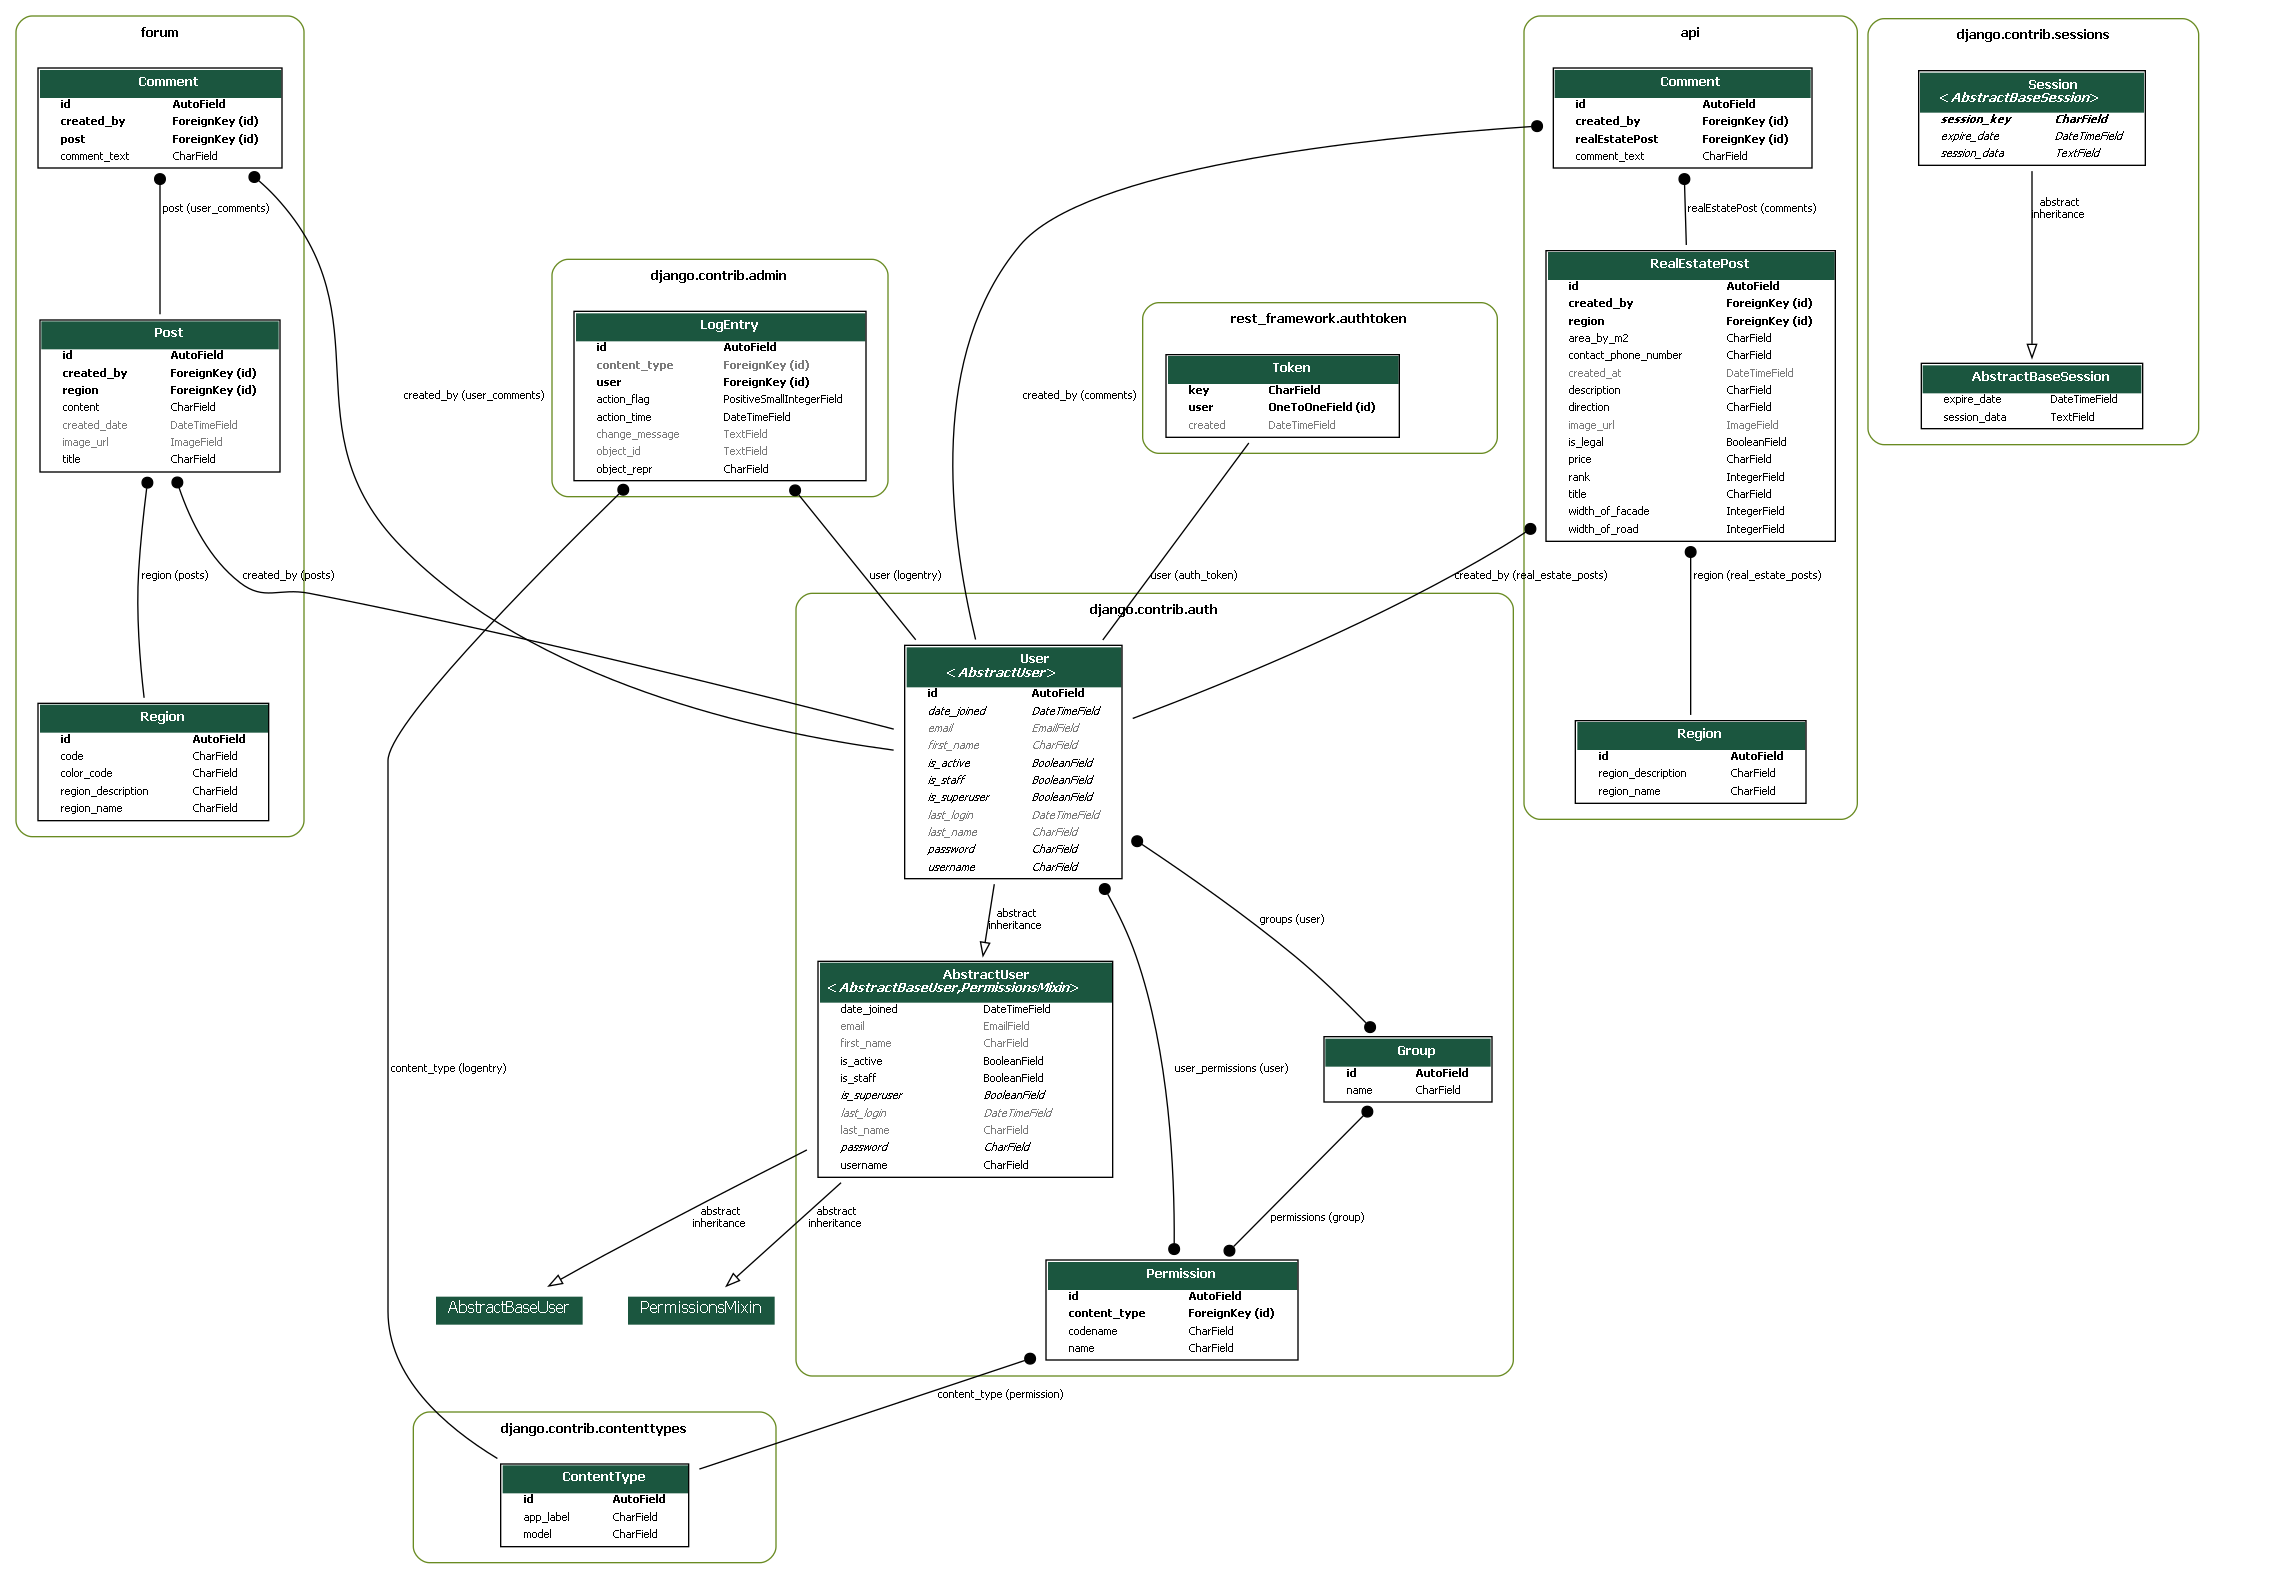 forum
Comment
id AutoField
created_by ForeignKey (id)
post ForeignKey (id)
comment_text CharField
post (user_comments)
Post
id AutoField
created_by ForeignKey (id)
region ForeignKey (id)
content CharField
created_date DateTimeField
image_url ImageField
title CharField
region (posts)
created_by (posts)
Region
id AutoField
code CharField
color_code CharField
region_description CharField
region_name CharField
created_by (user_comments)
django.contrib.admin
LogEntry
id AutoField
content_type ForeignKey (id)
user ForeignKey (id)
action_flag PositiveSmallIntegerField
action_time DateTimeField
change_message TextField
object_id TextField
object_repr CharField
user (logentry)
content_type (logentry)
created_by (comments)
rest_framework.authtoken
Token
key CharField
user OneToOneField (id)
created DateTimeField
user (auth_token)
api
Comment
id AutoField
created_by ForeignKey (id)
realEstatePost ForeignKey (id)
comment_text CharField
realEstatePost (comments)
RealEstatePost
id AutoField
created_by ForeignKey (id)
region ForeignKey (id)
area_by_m2 CharField
contact_phone_number CharField
created_at DateTimeField
description CharField
direction CharField
image_url ImageField
is_legal BooleanField
price CharField
rank IntegerField
title CharField
width_of_facade IntegerField
width_of_road IntegerField
created_by (real_estate_posts)
region (real_estate_posts)
Region
id AutoField
region_description CharField
region_name CharField
django.contrib.sessions
Session
<AbstractBaseSession>
session_key CharField
expire_date DateTimeField
session_data TextField
abstract
inheritance
AbstractBaseSession
expire_date DateTimeField
session_data TextField
django.contrib.auth
User
<AbstractUser>
id AutoField
date_joined DateTimeField
email EmailField
first_name CharField
is_active BooleanField
is_staff BooleanField
is_superuser BooleanField
last_login DateTimeField
last_name CharField
password CharField
username CharField
abstract
inheritance
groups (user)
AbstractUser
<AbstractBaseUser,PermissionsMixin>
date_joined DateTimeField
email EmailField
first_name CharField
is_active BooleanField
is_staff BooleanField
is_superuser BooleanField
last_login DateTimeField
last_name CharField
password CharField
username CharField
user_permissions (user)
Group
id AutoField
name CharField
permissions (group)
abstract
inheritance
abstract
inheritance
AbstractBaseUser
PermissionsMixin
Permission
id AutoField
content_type ForeignKey (id)
codename CharField
name CharField
content_type (permission)
django.contrib.contenttypes
ContentType
id AutoField
app_label CharField
model CharField